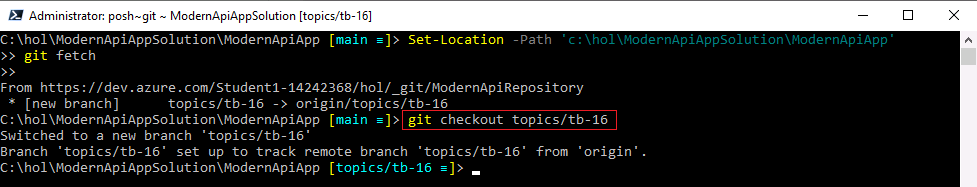 Administrator: posh~git ~ ModernApiAppSolution [topics/tb-16]
C:\hol\ModernApiAppSolution\ModernApiApp [main ≡]> Set-Location -Path 'c:\hol\ModernApiAppSolution\ModernApiApp'
>> git fetch
>>
From https://dev.azure.com/Student1-14242368/hol/_git/ModernApiRepository
 * [new branch]      topics/tb-16 -> origin/topics/tb-16
C:\hol\ModernApiAppSolution\ModernApiApp [main ≡]> git checkout topics/tb-16
Switched to a new branch 'topics/tb-16'
Branch 'topics/tb-16' set up to track remote branch 'topics/tb-16' from 'origin'.
C:\hol\ModernApiAppSolution\ModernApiApp [topics/tb-16 ≡]>